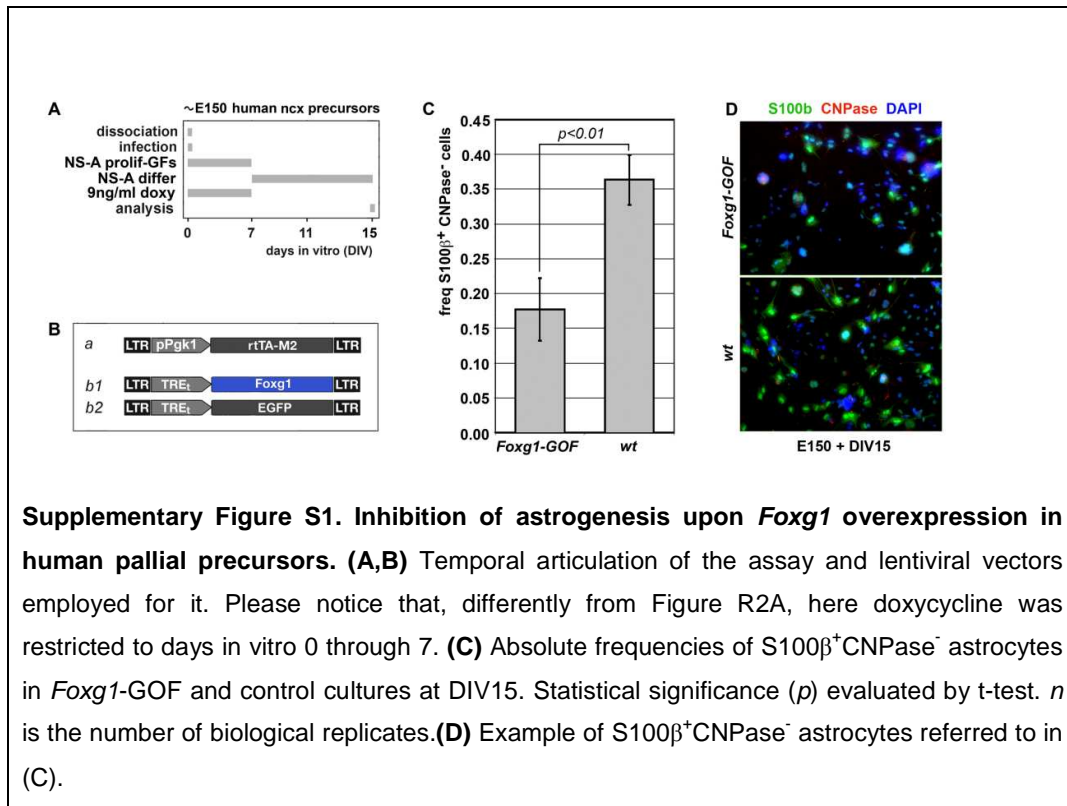 A
~E150 human ncx precursors
dissociation
infection
NS-A prolif-GFs
NS-A differ
9ng/ml doxy
analysis
0 7 11 15
days in vitro (DIV)
B
a LTR pPgk1 rtTA-M2 LTR
b1 LTR TREt Foxg1 LTR
b2 LTR TREt EGFP LTR
C
freq S100β+ CNPase- cells
0.45
0.40
0.35
0.30
0.25
0.20
0.15
0.10
0.05
0.00
p<0.01
Foxg1-GOF wt
D
S100b CNPase DAPI
Foxg1-GOF
wt
E150 + DIV15
Supplementary Figure S1. Inhibition of astrogenesis upon Foxg1 overexpression in
human pallial precursors. (A,B) Temporal articulation of the assay and lentiviral vectors
employed for it. Please notice that, differently from Figure R2A, here doxycycline was
restricted to days in vitro 0 through 7. (C) Absolute frequencies of S100β+CNPase- astrocytes
in Foxg1-GOF and control cultures at DIV15. Statistical significance (p) evaluated by t-test. n
is the number of biological replicates.(D) Example of S100β+CNPase- astrocytes referred to in
(C).